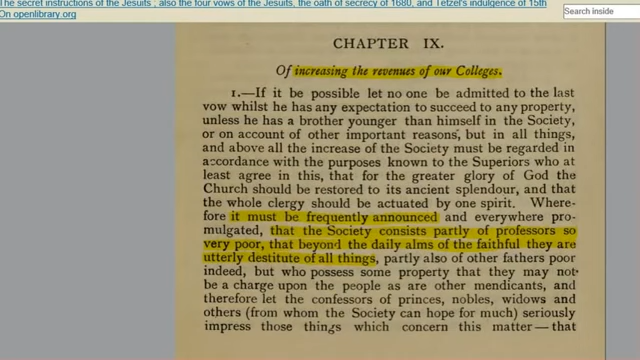 The secret instructions of the Jesuits ; also the four vows of the Jesuits, the oath of secrecy of 1680, and Tetzel's indulgence of 15th
On openlibrary.org
Search inside
CHAPTER IX.
Of increasing the revenues of our Colleges.
1.—If it be possible let no one be admitted to the last
vow whilst he has any expectation to succeed to any property,
unless he has a brother younger than himself in the Society,
or on account of other important reasons, but in all things,
and above all the increase of the Society must be regarded in
accordance with the purposes known to the Superiors who at
least agree in this, that for the greater glory of God the
Church should be restored to its ancient splendour, and that
the whole clergy should be actuated by one spirit. Where-
fore it must be frequently announced and everywhere pro-
mulgated, that the Society consists partly of professors so
very poor, that beyond the daily alms of the faithful they are
utterly destitute of all things, partly also of other fathers poor
indeed, but who possess some property that they may not
be a charge upon the people as are other mendicants, and
therefore let the confessors of princes, nobles, widows and
others (from whom the Society can hope for much) seriously
impress those things which concern this matter—that